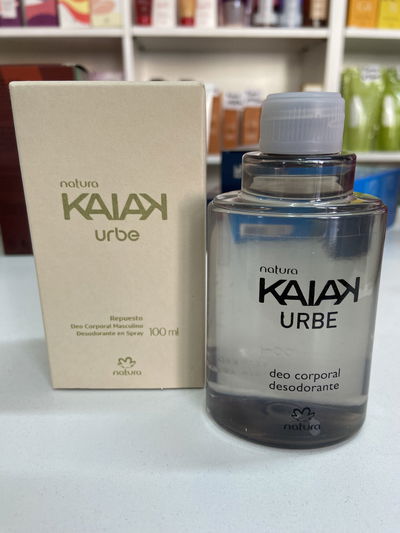 natura
KAIAK
urbe
Repuesto
Deo Corporal Masculino
Desodorante en Spray 100 ml
natura
natura
KAIAK
URBE
deo corporal
desodorante
natura